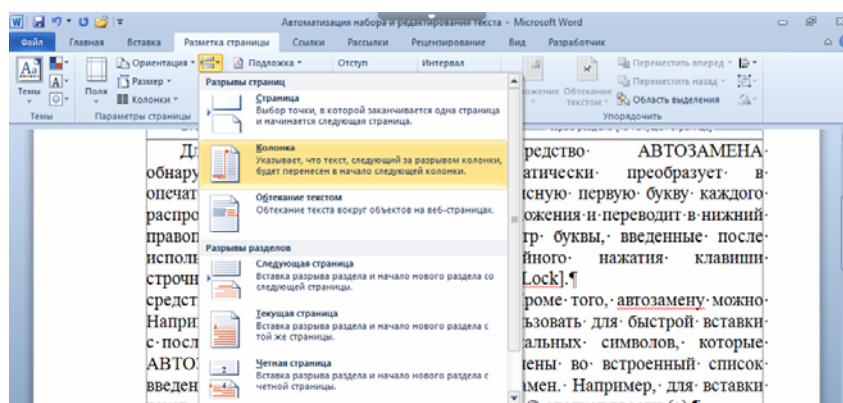 Автоматизация набора и редактирования текста - Microsoft Word
Файл Главная Вставка Разметка страницы Ссылки Рассылки Рецензирование Вид Разработчик
Темы
Поля
Ориентация
Размер
Колонки
Подложка
Отступ
Интервал
Обтекание текстом
Переместить вперед
Переместить назад
Область выделения
Темы Параметры страницы Упорядочить
Разрывы страниц
Страница
Выбор точки, в которой заканчивается одна страница
и начинается следующая страница.
Колонка
Указывает, что текст, следующий за разрывом колонки,
будет перенесен в начало следующей колонки.
Обтекание текстом
Обтекание текста вокруг объектов на веб-страницах.
Разрывы разделов
Следующая страница
Вставка разрыва раздела и начало нового раздела со
следующей страницы.
Текущая страница
Вставка разрыва раздела и начало нового раздела с
той же страницы.
Четная страница
Вставка разрыва раздела и начало нового раздела с
четной страницы.
обнару
опечат
распро
правоп
исполь
строчн
средст
Напри
с·посл
АВТО
введен
редство· АВТОЗАМЕНА·
атически· преобразует· в·
сную· первую· букву· каждого·
ожения·и·переводит·в·нижний·
тр· буквы,· введенные· после·
йного· нажатия· клавиши·
Lock].¶
роме·того,·автозамену·можно·
ьзовать· для· быстрой· вставки·
альных· символов,· которые·
ены· во· встроенный· список·
амен.· Например,· для· вставки·